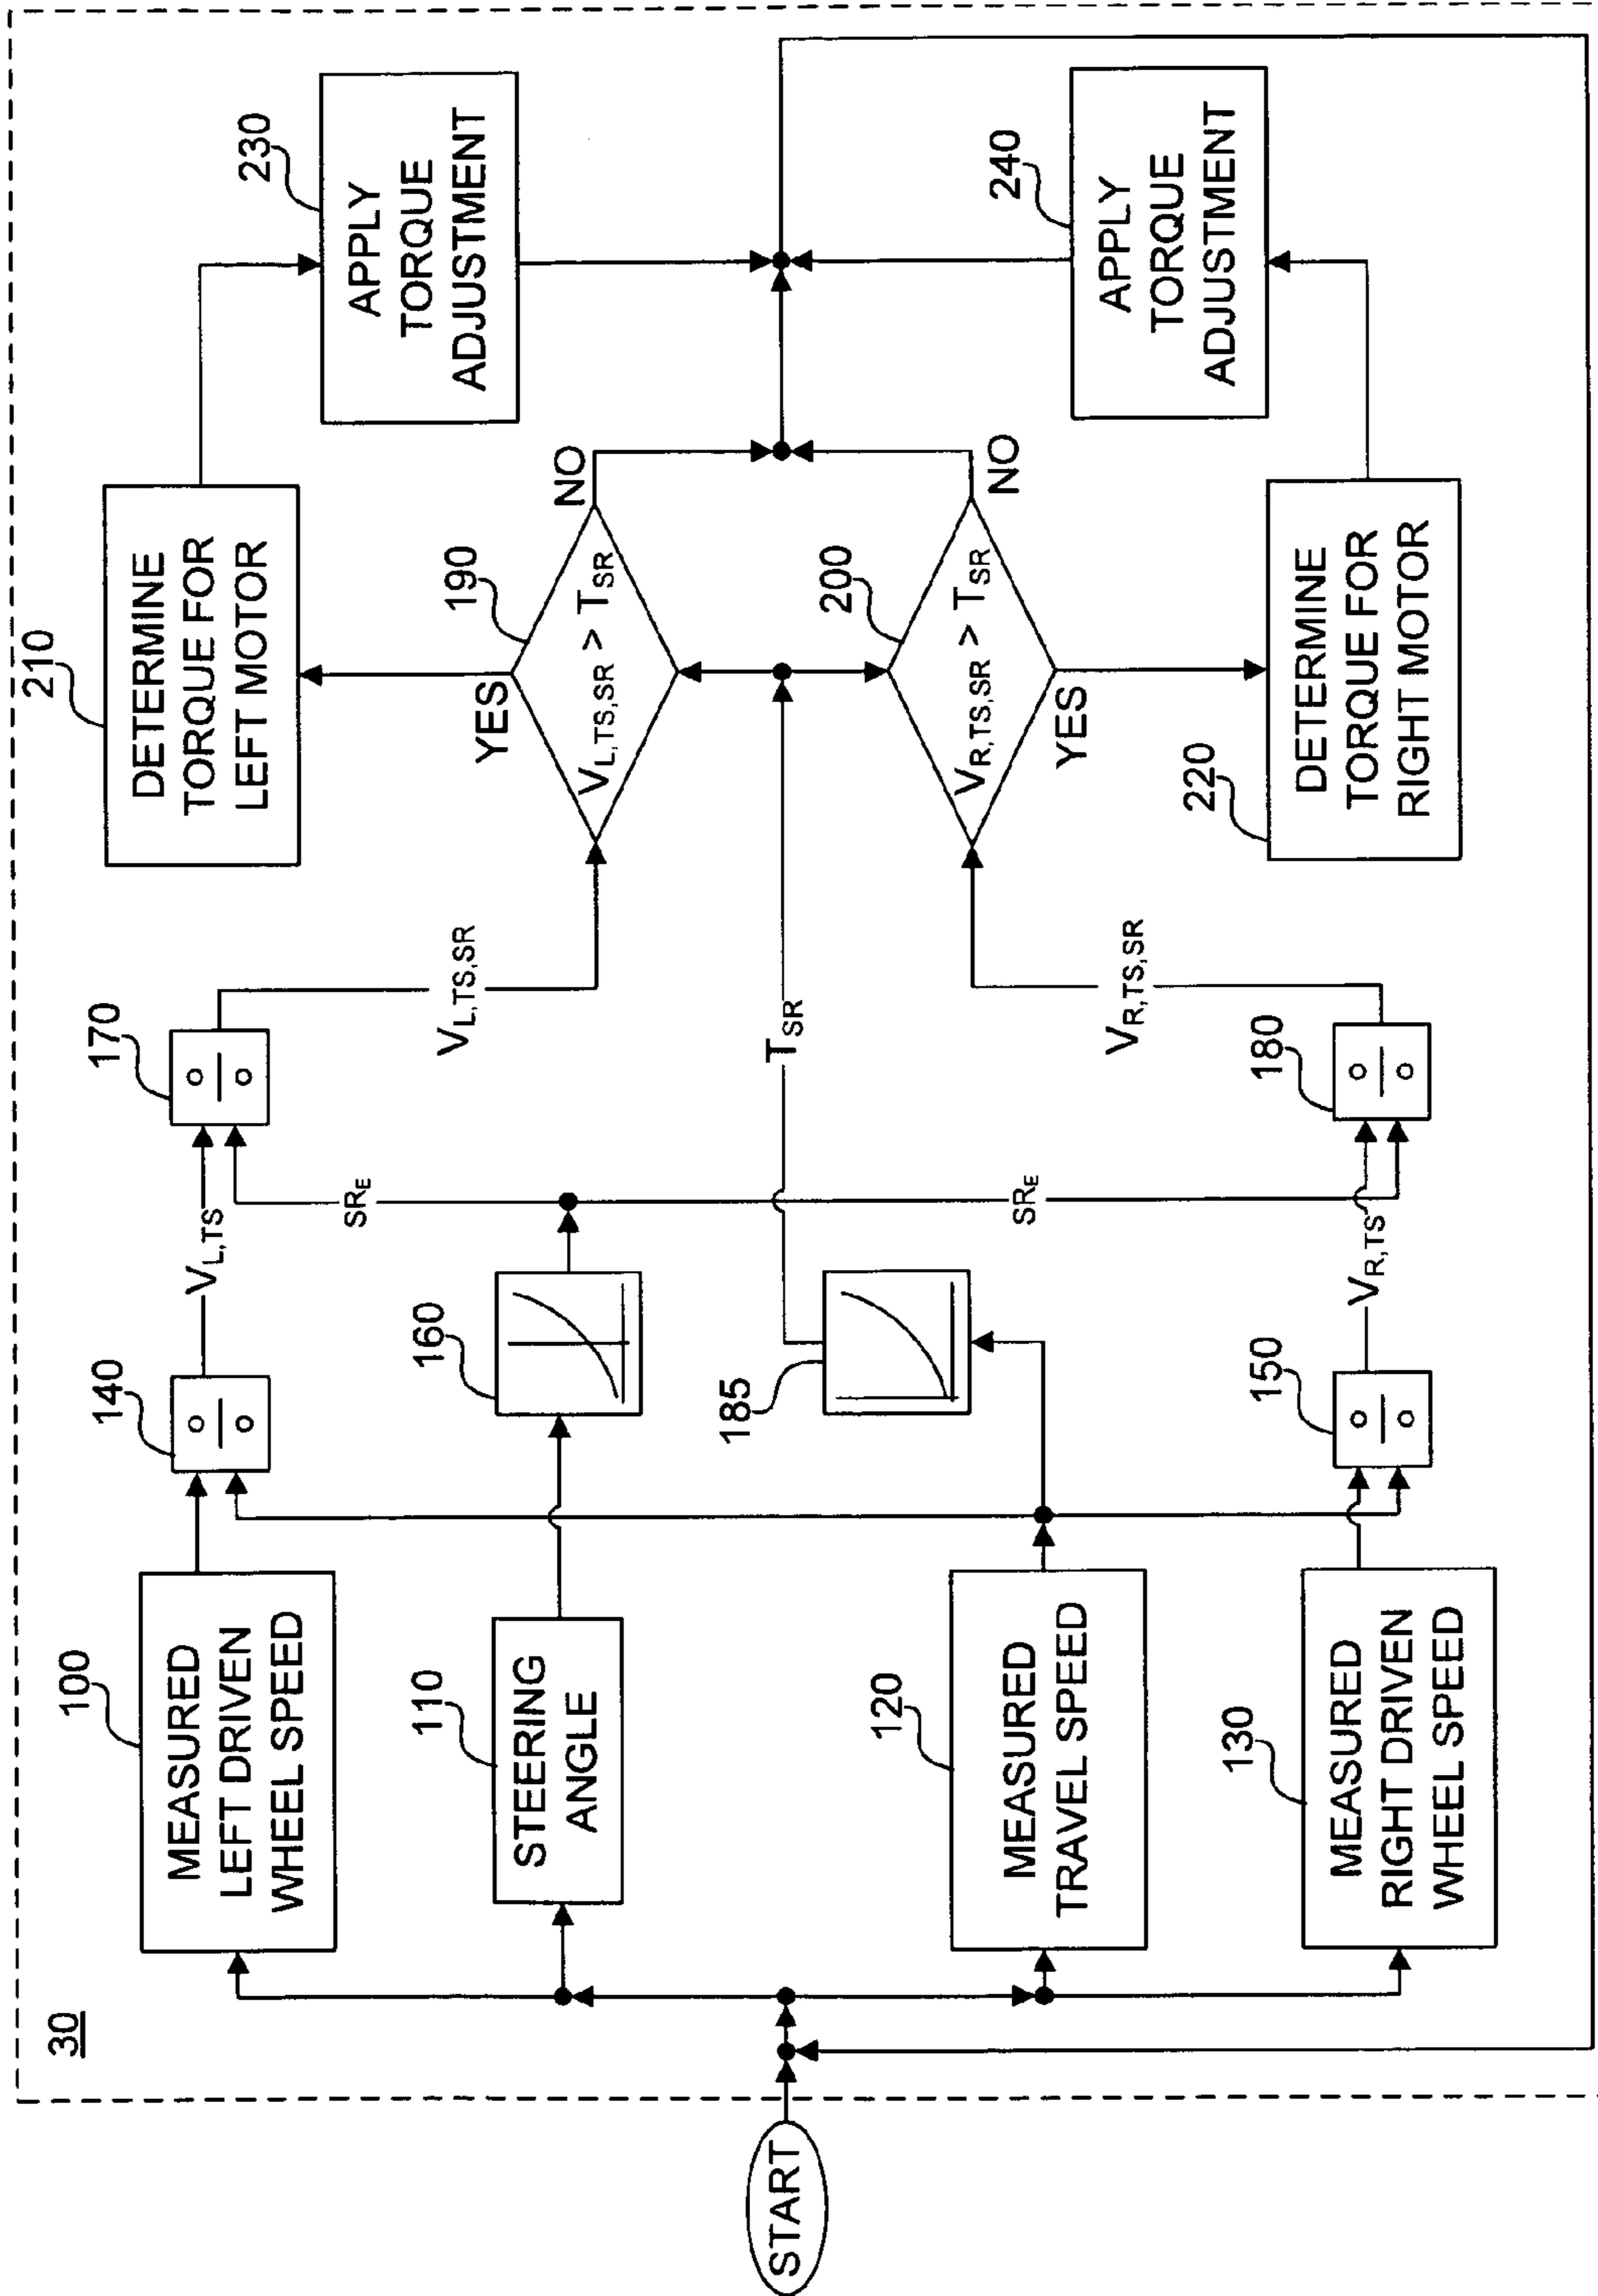 30
START
100
MEASURED
LEFT DRIVEN
WHEEL SPEED
110
STEERING
ANGLE
120
MEASURED
TRAVEL SPEED
130
MEASURED
RIGHT DRIVEN
WHEEL SPEED
140
150
160
185
V_L,TS
SR_E
SR_E
V_R,TS
170
180
V_L,TS,SR
T_SR
V_R,TS,SR
190
V_L,TS,SR > T_SR
YES
NO
200
V_R,TS,SR > T_SR
YES
NO
210
DETERMINE
TORQUE FOR
LEFT MOTOR
220
DETERMINE
TORQUE FOR
RIGHT MOTOR
230
APPLY
TORQUE
ADJUSTMENT
240
APPLY
TORQUE
ADJUSTMENT